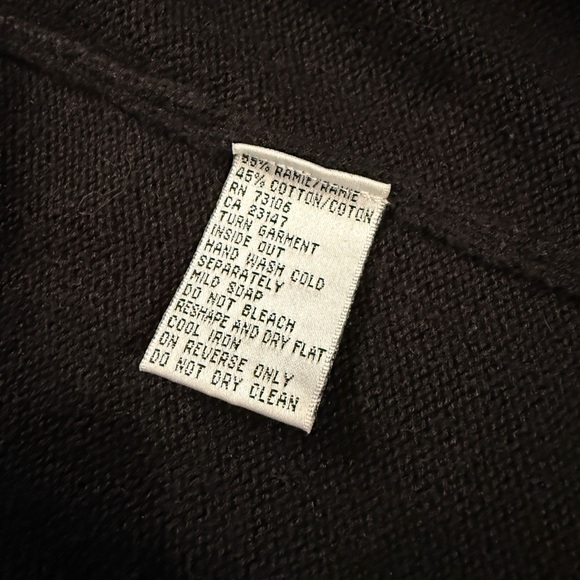 55% RAMIE/RAMIE
45% COTTON/COTON
RN 73106
CA 23147
TURN GARMENT
INSIDE OUT
HAND WASH COLD
SEPARATELY
MILD SOAP
DO NOT BLEACH
RESHAPE AND DRY FLAT
COOL IRON
ON REVERSE ONLY
DO NOT DRY CLEAN